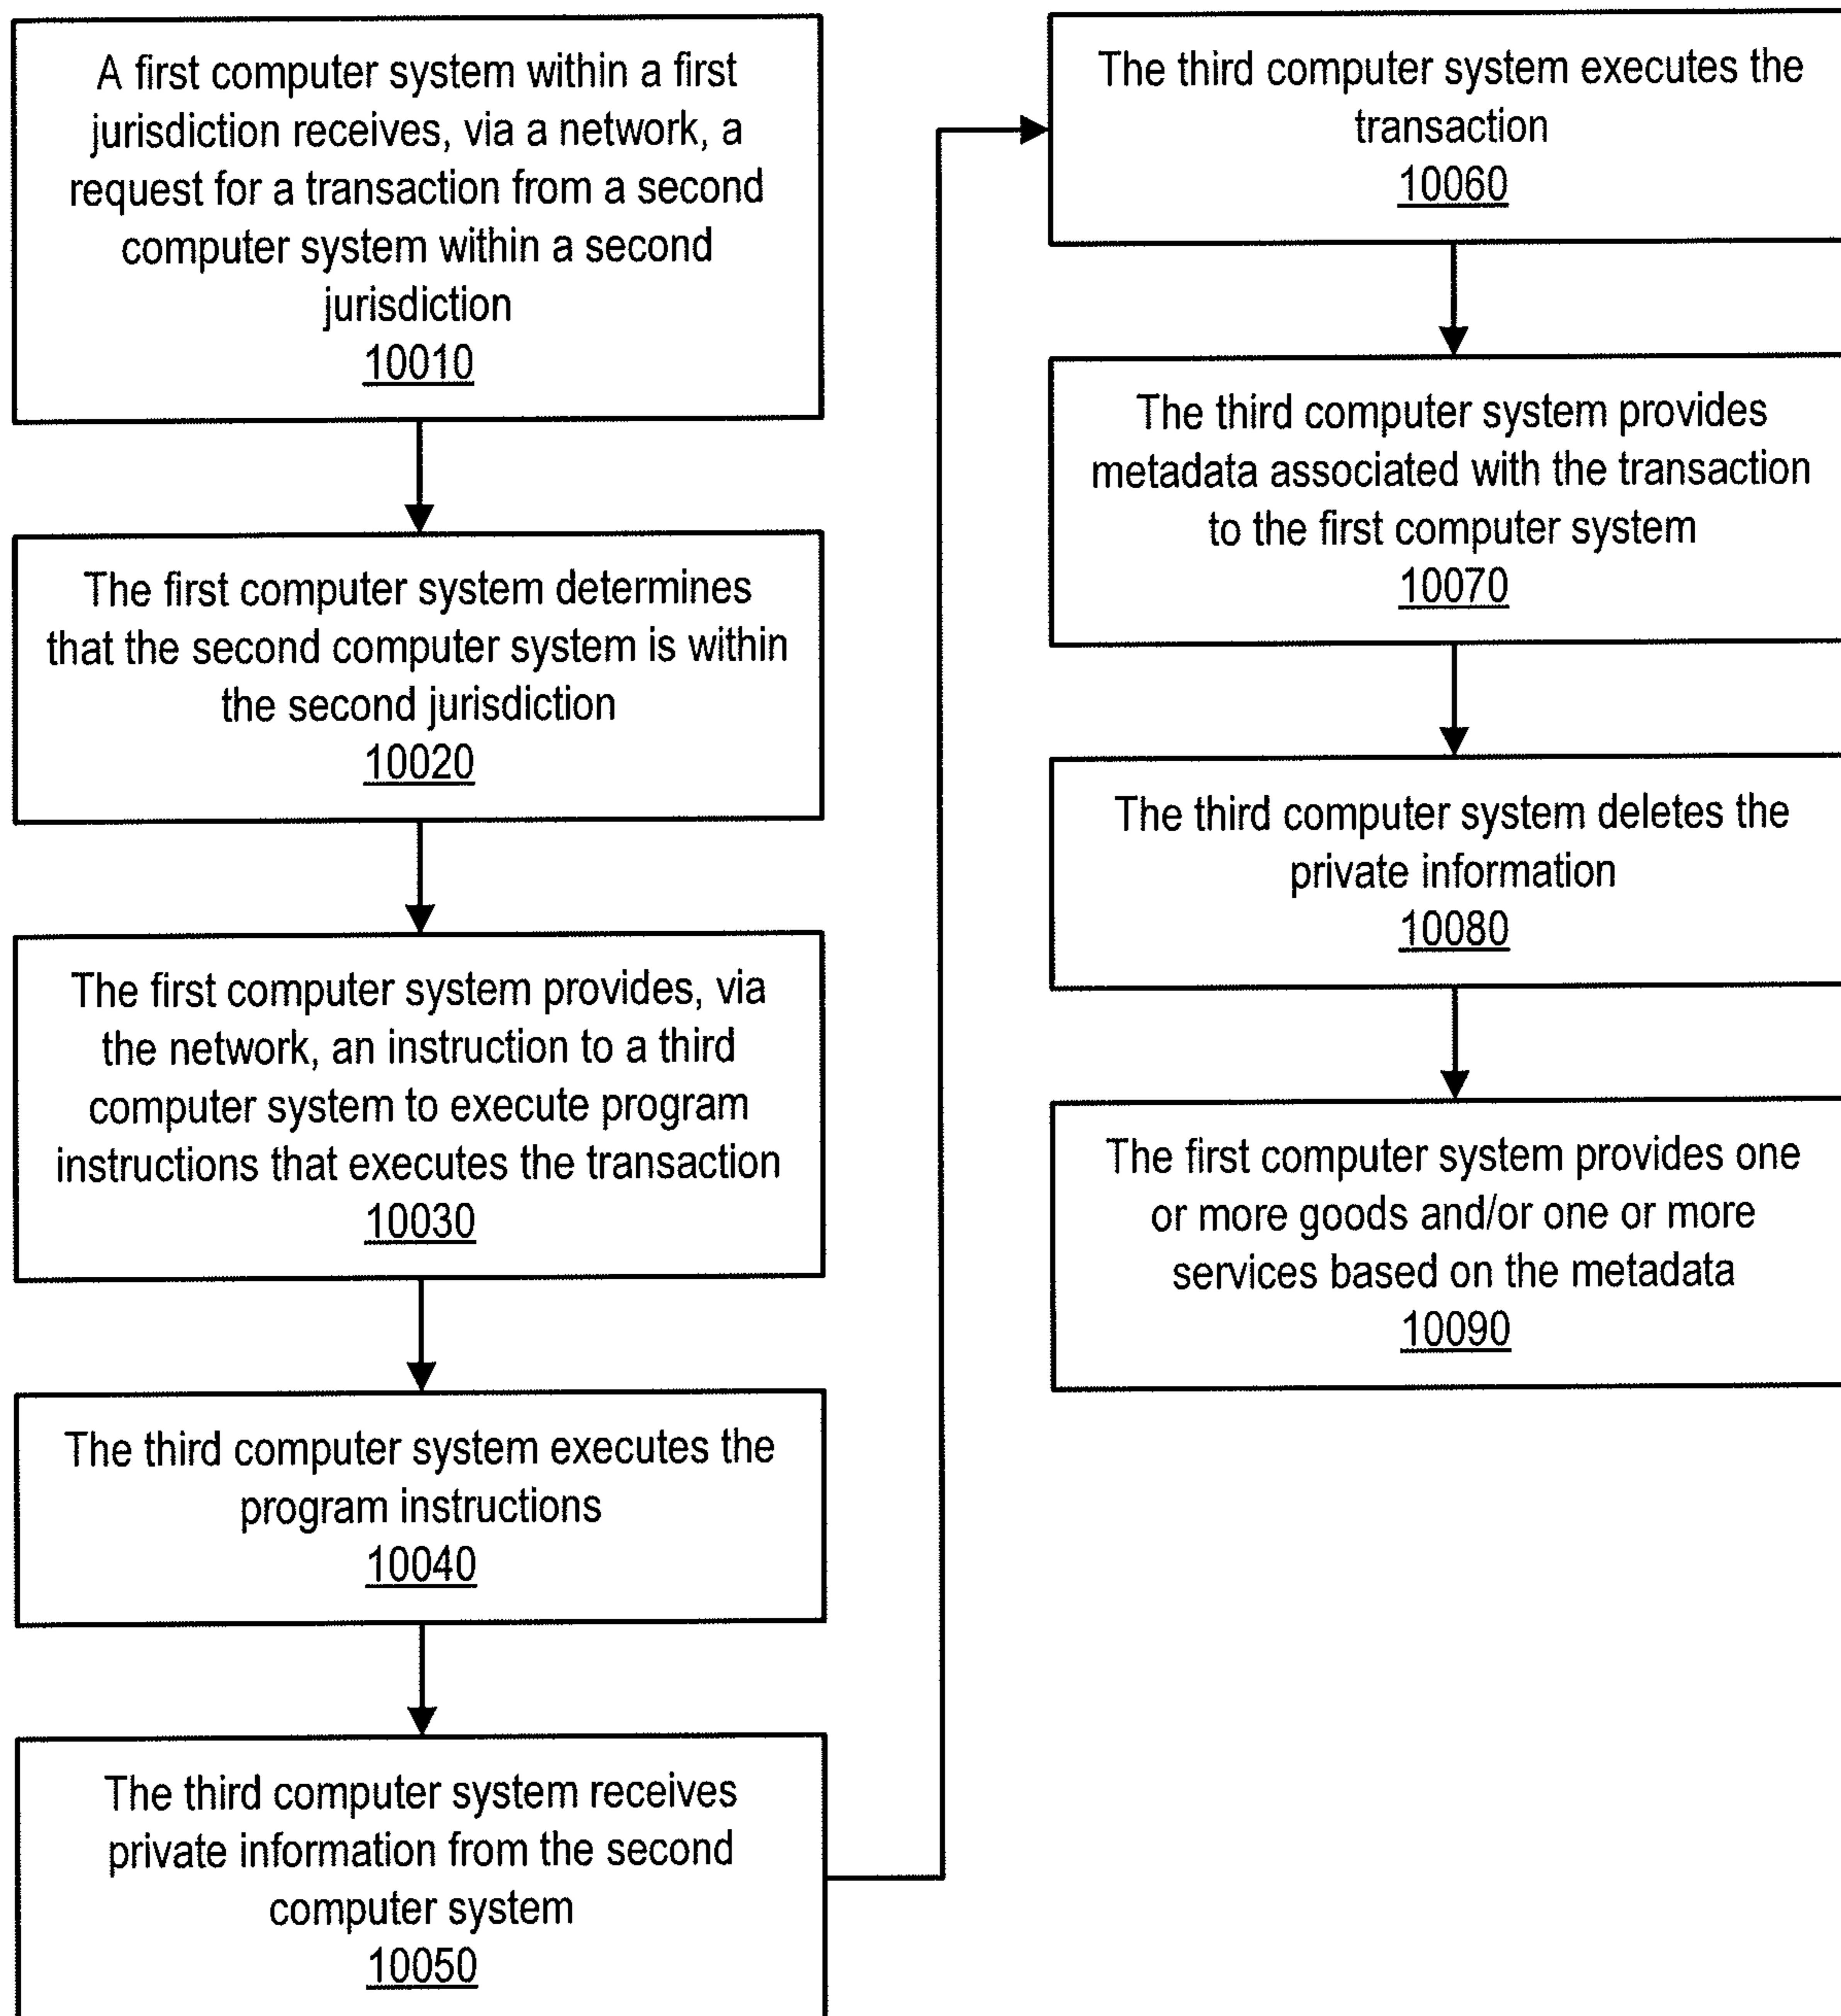 A first computer system within a first
jurisdiction receives, via a network, a
request for a transaction from a second
computer system within a second
jurisdiction
10010
The first computer system determines
that the second computer system is within
the second jurisdiction
10020
The first computer system provides, via
the network, an instruction to a third
computer system to execute program
instructions that executes the transaction
10030
The third computer system executes the
program instructions
10040
The third computer system receives
private information from the second
computer system
10050
The third computer system executes the
transaction
10060
The third computer system provides
metadata associated with the transaction
to the first computer system
10070
The third computer system deletes the
private information
10080
The first computer system provides one
or more goods and/or one or more
services based on the metadata
10090